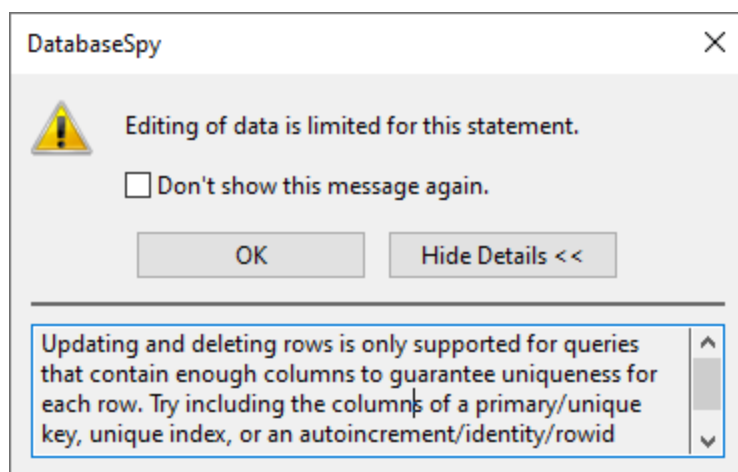 DatabaseSpy
Editing of data is limited for this statement.
Don't show this message again.
OK
Hide Details <<
Updating and deleting rows is only supported for queries
that contain enough columns to guarantee uniqueness for
each row. Try including the columns of a primary/unique
key, unique index, or an autoincrement/identity/rowid